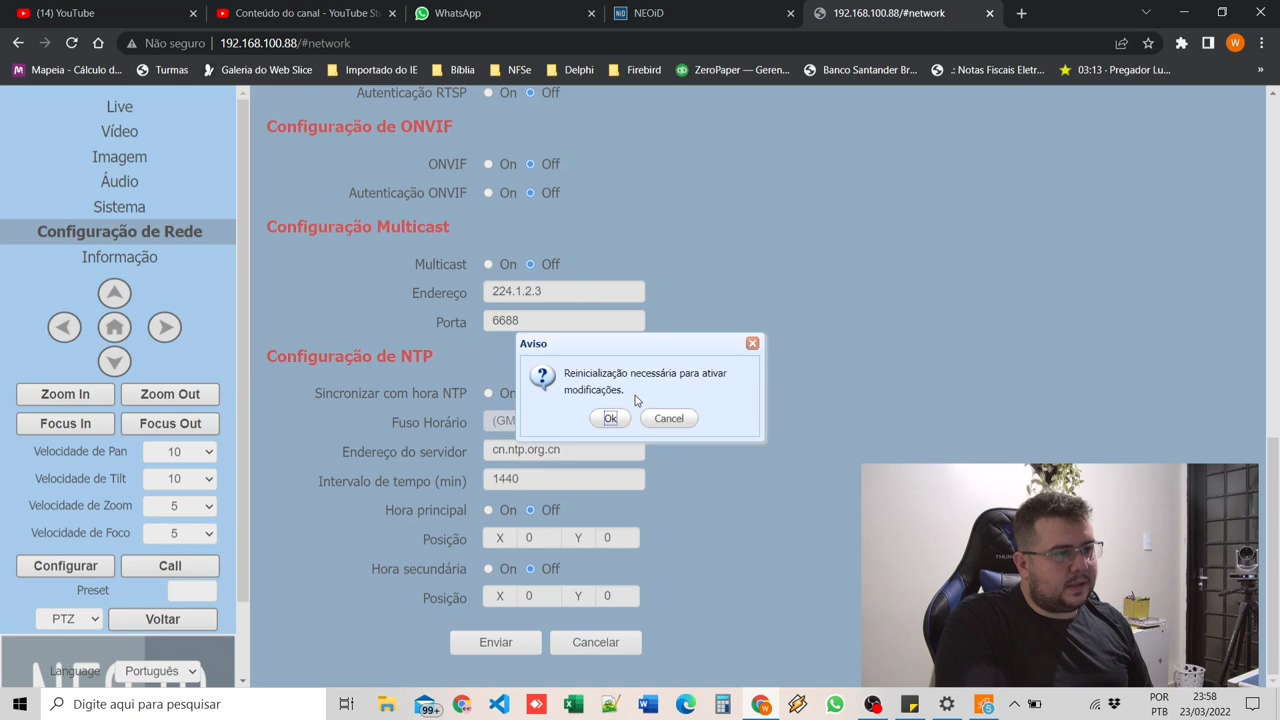 (14) YouTube
Conteúdo do canal - YouTube St
WhatsApp
NEOiD
192.168.100.88/#network
Não seguro
192.168.100.88/#network
Mapeia - Cálculo d...
Turmas
Galeria do Web Slice
Importado do IE
Bíblia
NFSe
Delphi
Firebird
ZeroPaper — Geren...
Banco Santander Br...
.: Notas Fiscais Eletr...
03:13 - Pregador Lu...
»
Live
Vídeo
Imagem
Áudio
Sistema
Configuração de Rede
Informação
Zoom In
Zoom Out
Focus In
Focus Out
Velocidade de Pan
10
Velocidade de Tilt
10
Velocidade de Zoom
5
Velocidade de Foco
5
Configurar
Call
Preset
PTZ
Voltar
Language
Português
Autenticação RTSP
On
Off
Configuração de ONVIF
ONVIF
On
Off
Autenticação ONVIF
On
Off
Configuração Multicast
Multicast
On
Off
Endereço
224.1.2.3
Porta
6688
Configuração de NTP
Sincronizar com hora NTP
Fuso Horário
(GM
Endereço do servidor
cn.ntp.org.cn
Intervalo de tempo (min)
1440
Hora principal
On
Off
Posição
X
0
Y
0
Hora secundária
On
Off
Posição
X
0
Y
0
Enviar
Cancelar
Aviso
Reinicialização necessária para ativar
modificações.
Ok
Cancel
Digite aqui para pesquisar
99+
POR
PTB
23:58
23/03/2022